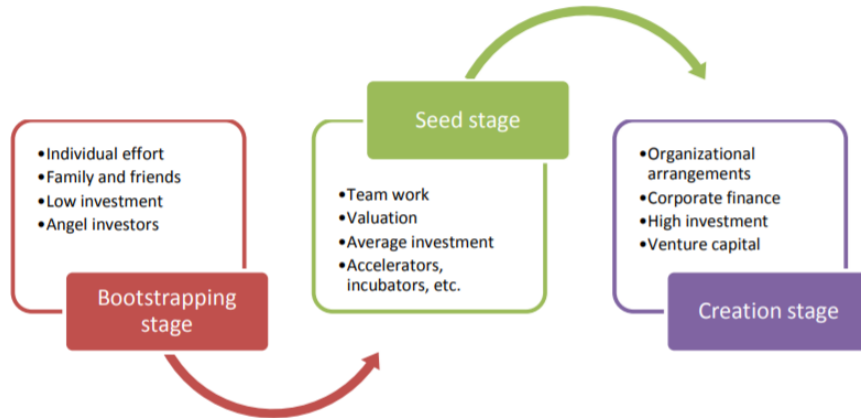 •Individual effort
•Family and friends
•Low investment
•Angel investors
Bootstrapping
stage
Seed stage
•Team work
•Valuation
•Average investment
•Accelerators,
incubators, etc.
•Organizational
arrangements
•Corporate finance
•High investment
•Venture capital
Creation stage